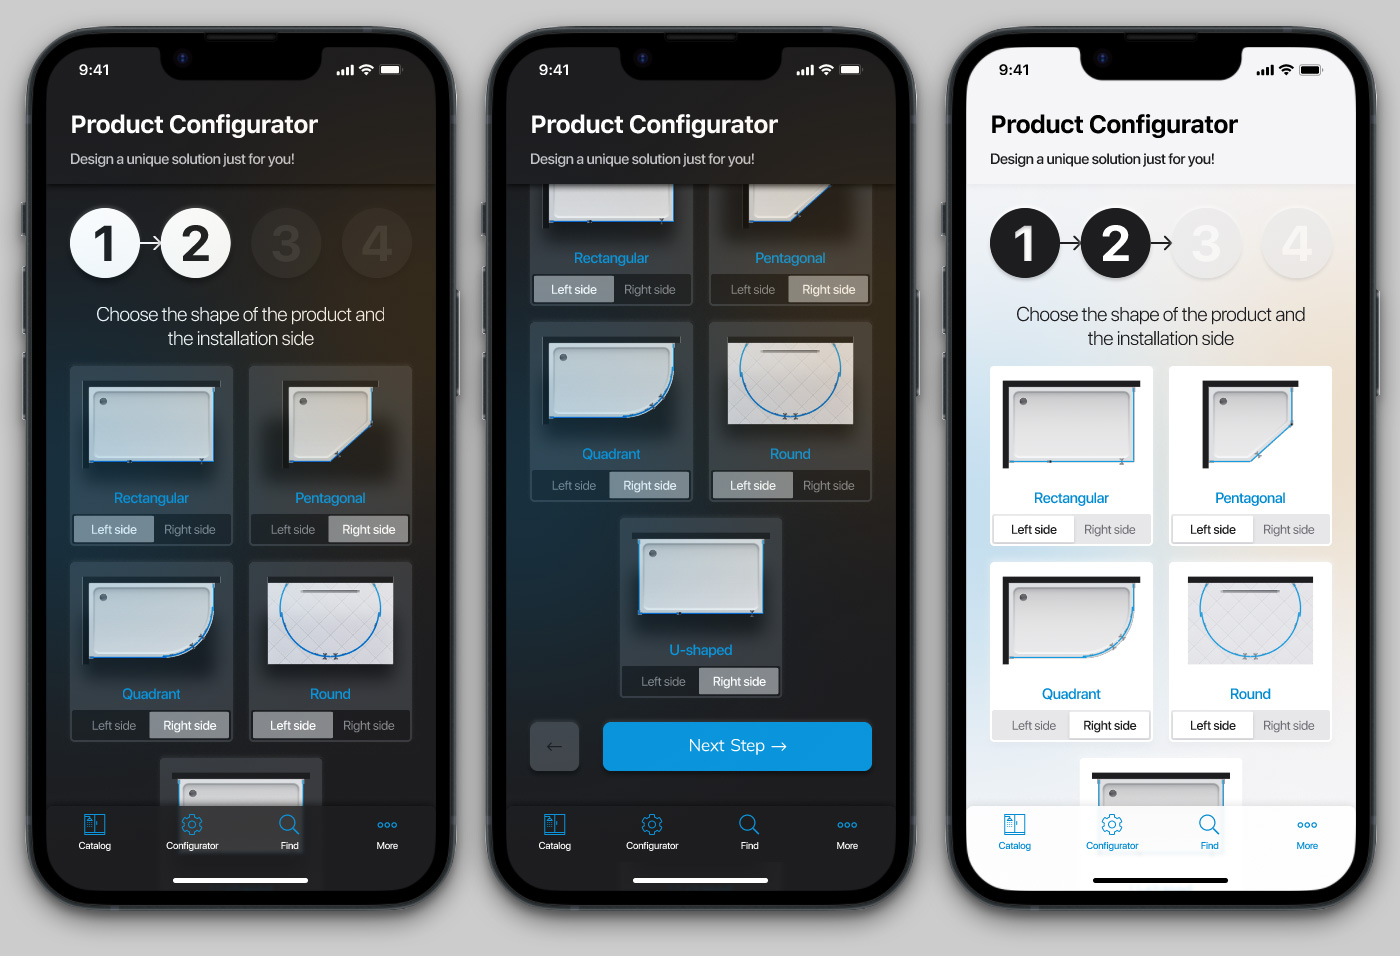 9:41
Product Configurator
Design a unique solution just for you!
1 → 2 3 4
Choose the shape of the product and
the installation side
Rectangular
Left side Right side
Pentagonal
Left side Right side
Quadrant
Left side Right side
Round
Left side Right side
Catalog
Configurator
Find
More
9:41
Product Configurator
Design a unique solution just for you!
Rectangular
Left side Right side
Pentagonal
Left side Right side
Quadrant
Left side Right side
Round
Left side Right side
U-shaped
Left side Right side
←
Next Step →
Catalog
Configurator
Find
More
9:41
Product Configurator
Design a unique solution just for you!
1 → 2 → 3 4
Choose the shape of the product and
the installation side
Rectangular
Left side Right side
Pentagonal
Left side Right side
Quadrant
Left side Right side
Round
Left side Right side
Catalog
Configurator
Find
More